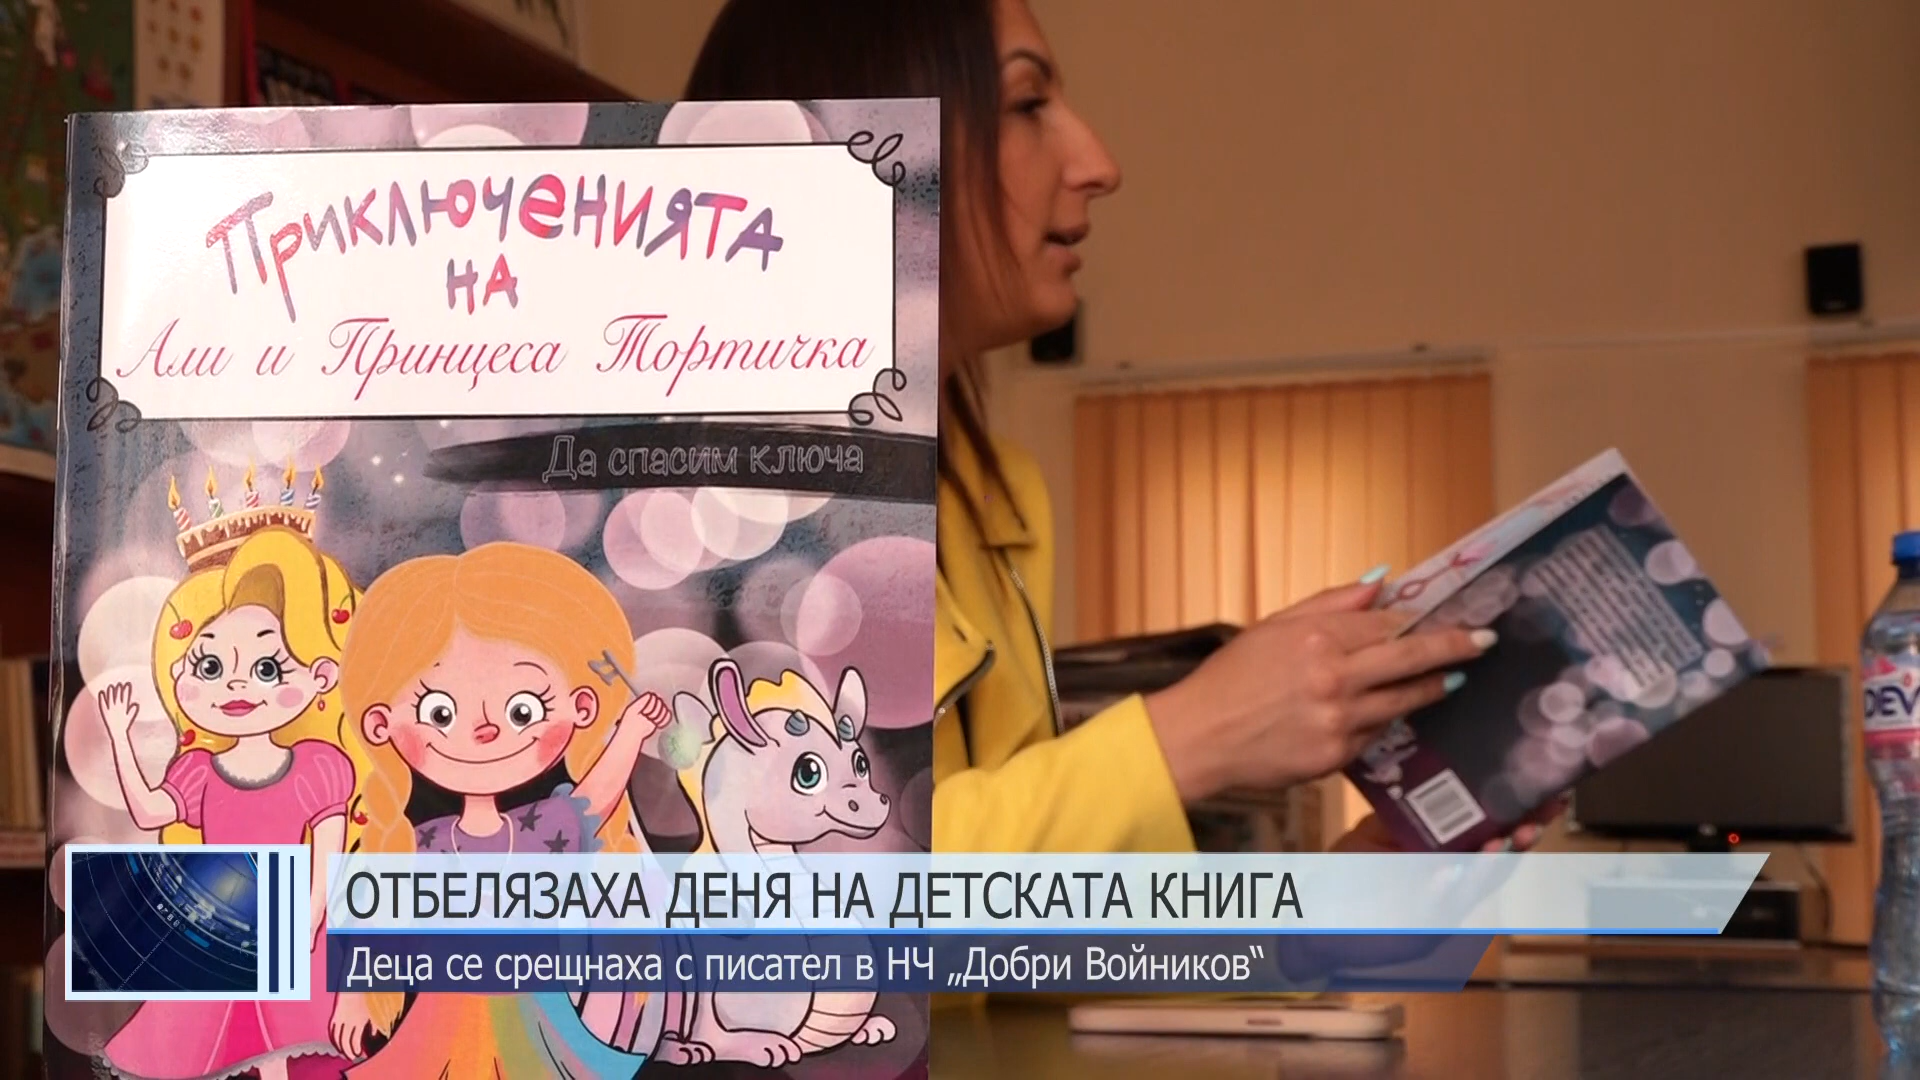 Приключенията
на
Али и Принцеса Тортичка
Да спасим ключа
DEV
ОТБЕЛЯЗАХА ДЕНЯ НА ДЕТСКАТА КНИГА
Деца се срещнаха с писател в НЧ „Добри Войников“